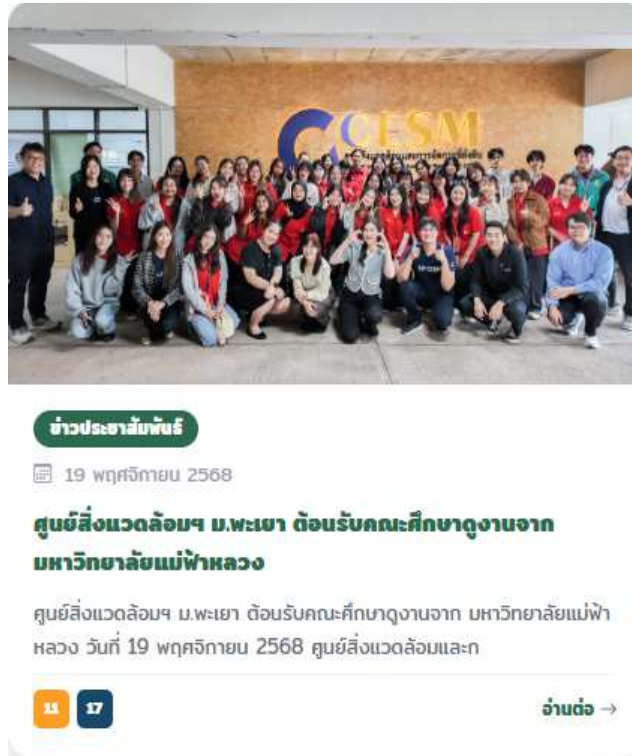 CESM
ข่าวประชาสัมพันธ์
19 พฤศจิกายน 2568
ศูนย์สิ่งแวดล้อมฯ ม.พะเยา ต้อนรับคณะศึกษาดูงานจาก
มหาวิทยาลัยแม่ฟ้าหลวง
ศูนย์สิ่งแวดล้อมฯ ม.พะเยา ต้อนรับคณะศึกษาดูงานจาก มหาวิทยาลัยแม่ฟ้า
หลวง วันที่ 19 พฤศจิกายน 2568 ศูนย์สิ่งแวดล้อมและก
11 17
อ่านต่อ →